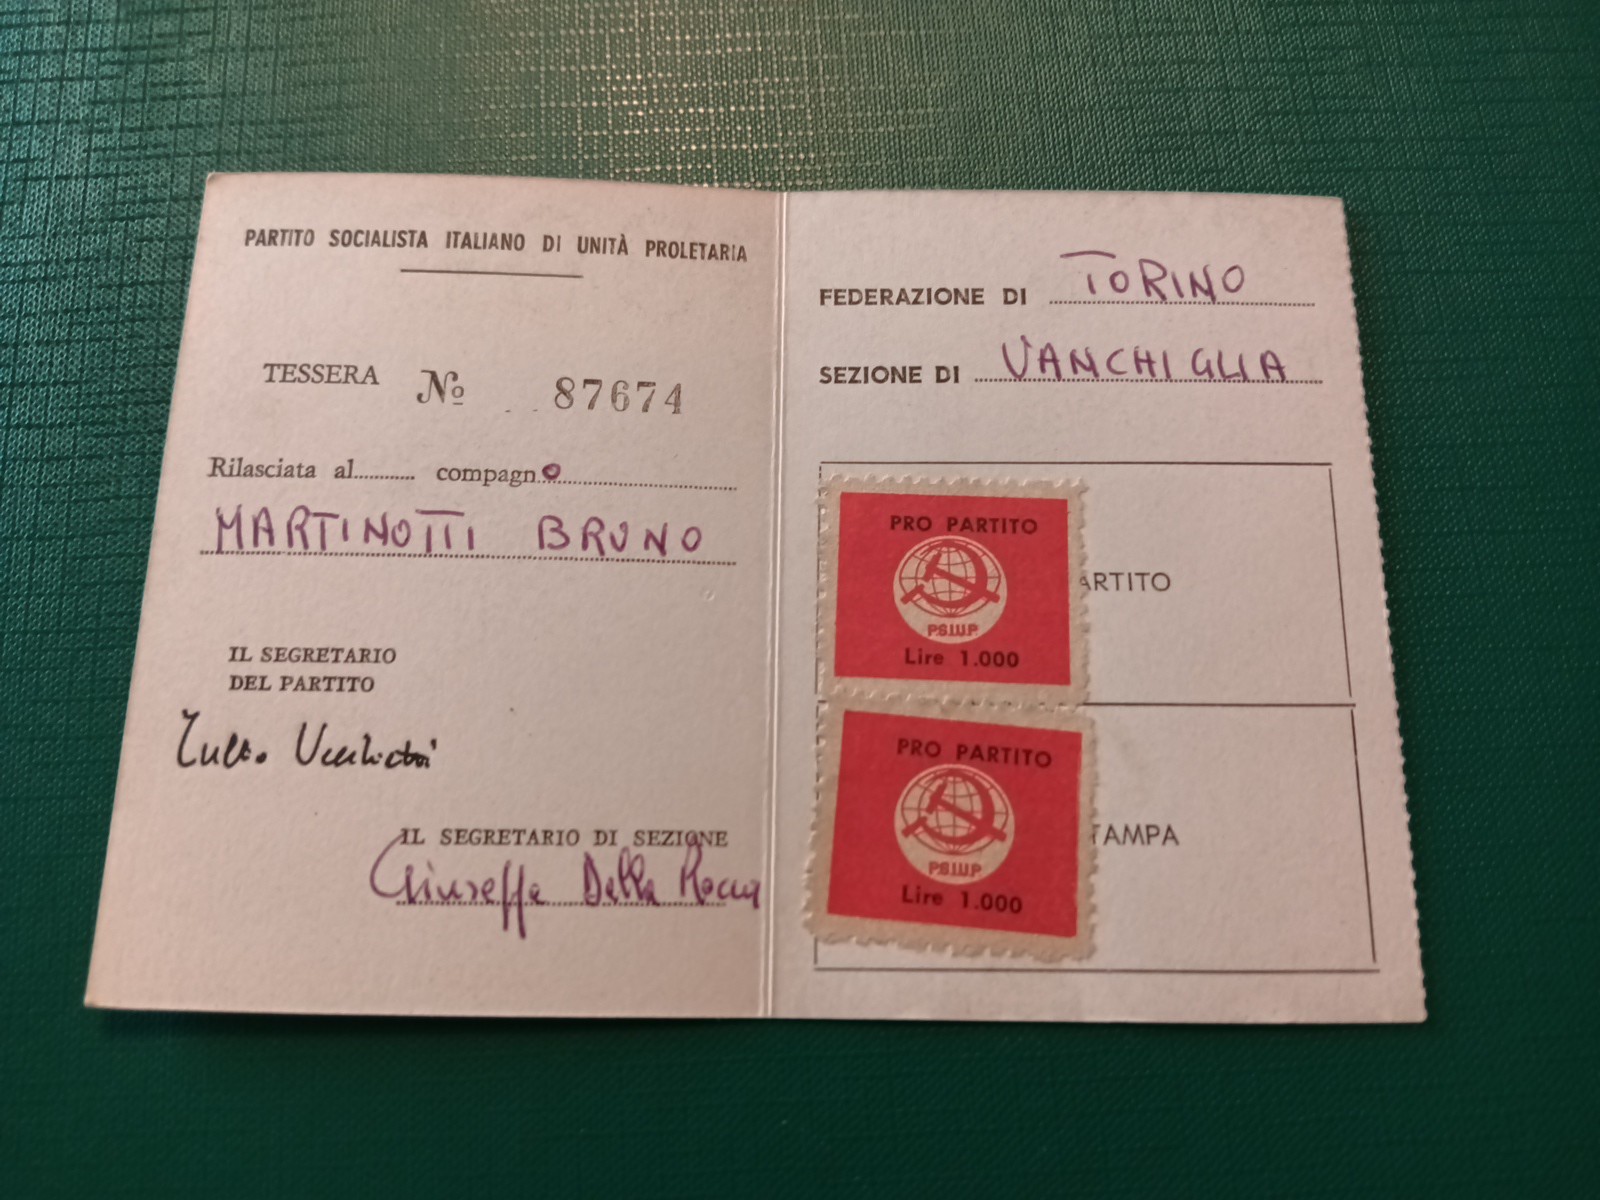 PARTITO SOCIALISTA ITALIANO DI UNITÀ PROLETARIA
TESSERA Nº 87674
Rilasciata al.......... compagno
MARTINOTTI BRUNO
IL SEGRETARIO
DEL PARTITO
Tullio Vecchietti
IL SEGRETARIO DI SEZIONE
Giuseppe Della Rocca
FEDERAZIONE DI TORINO
SEZIONE DI VANCHIGLIA
PRO PARTITO
P.S.I.U.P.
Lire 1.000
ARTITO
PRO PARTITO
P.S.I.U.P.
Lire 1.000
TAMPA